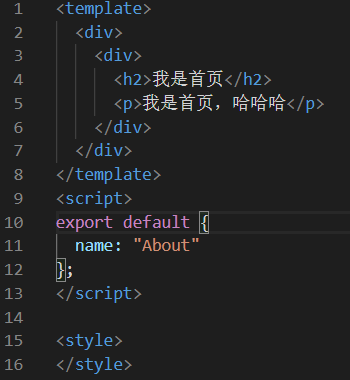 1 <template>
2   <div>
3     <div>
4       <h2>我是首页</h2>
5       <p>我是首页，哈哈哈</p>
6     </div>
7   </div>
8 </template>
9 <script>
10 export default {
11   name: "About"
12 };
13 </script>
14
15 <style>
16 </style>